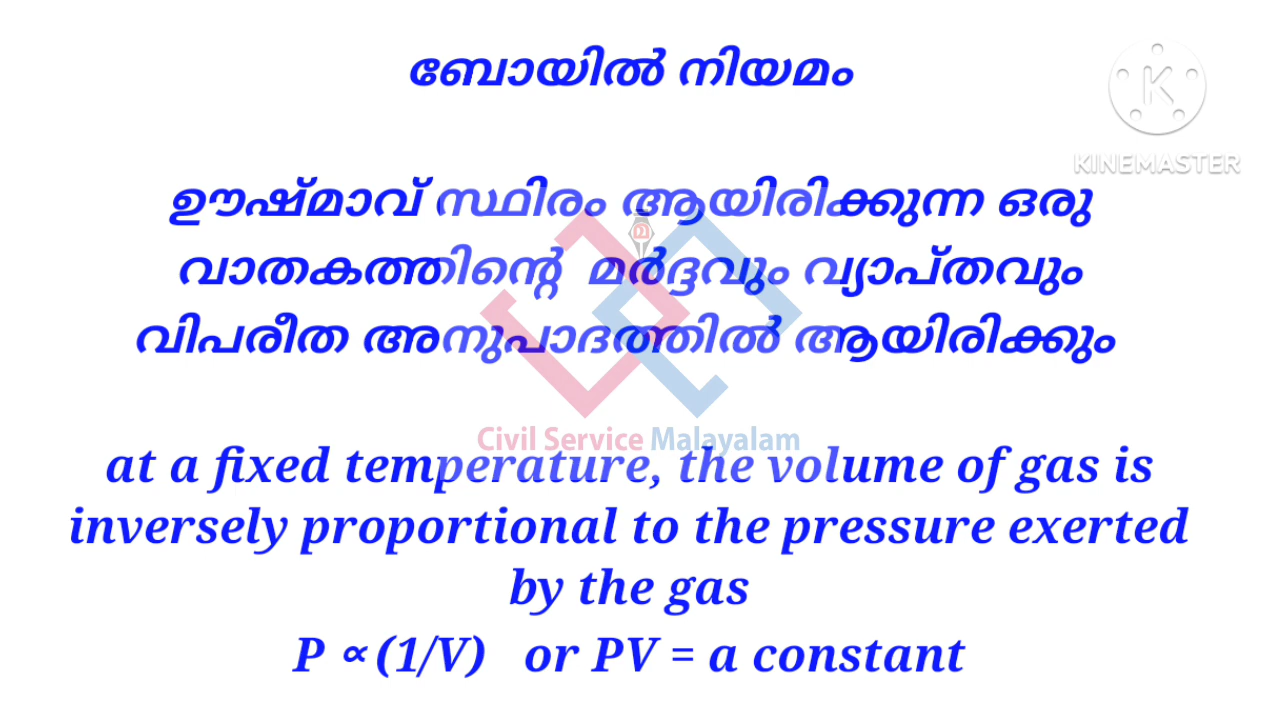 ബോയിൽ നിയമം
K
KINEMASTER
ഊഷ്മാവ് സ്ഥിരം ആയിരിക്കുന്ന ഒരു
വാതകത്തിന്റെ മർദ്ദവും വ്യാപ്തവും
വിപരീത അനുപാദത്തിൽ ആയിരിക്കും
Civil Service Malayalam
at a fixed temperature, the volume of gas is
inversely proportional to the pressure exerted
by the gas
P ∝ (1/V) or PV = a constant